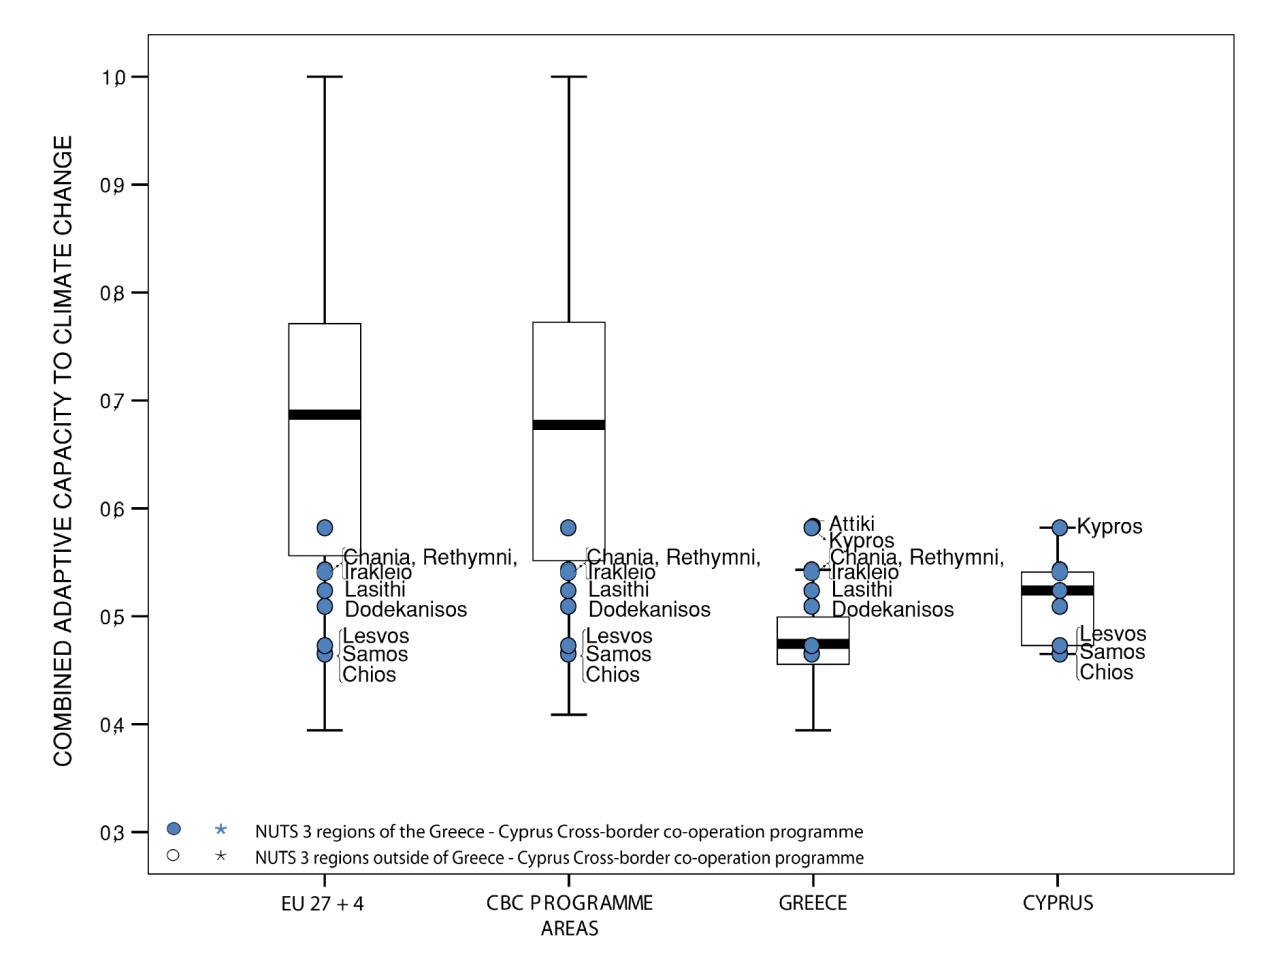 COMBINED ADAPTIVE CAPACITY TO CLIMATE CHANGE
1,0
0,9
0,8
0,7
0,6
0,5
0,4
0,3
Chania, Rethymni,
Irakleio
Lasithi
Dodekanisos
Lesvos
Samos
Chios
Chania, Rethymni,
Irakleio
Lasithi
Dodekanisos
Lesvos
Samos
Chios
Attiki
Kypros
Chania, Rethymni,
Irakleio
Lasithi
Dodekanisos
Kypros
Lesvos
Samos
Chios
* NUTS 3 regions of the Greece - Cyprus Cross-border co-operation programme
* NUTS 3 regions outside of Greece - Cyprus Cross-border co-operation programme
EU 27 + 4
CBC PROGRAMME
AREAS
GREECE
CYPRUS